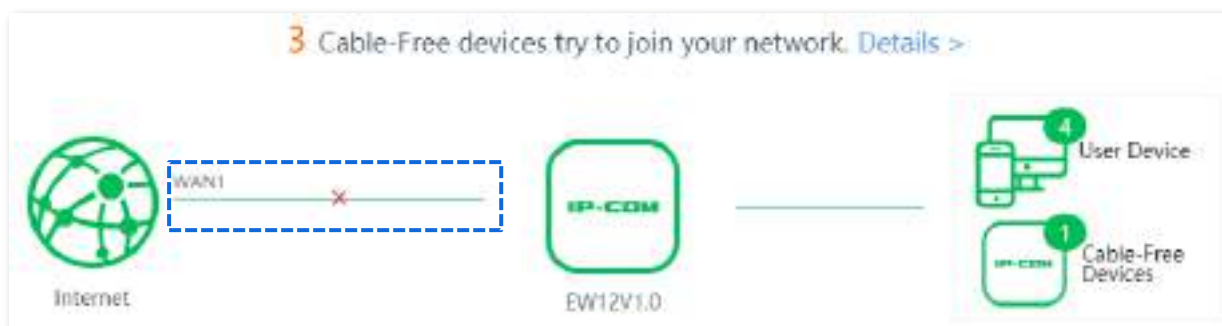 3 Cable-Free devices try to join your network. Details >
WAN1
Internet
IP-COM
EW12V1.0
4
User Device
IP-COM
1
Cable-Free
Devices